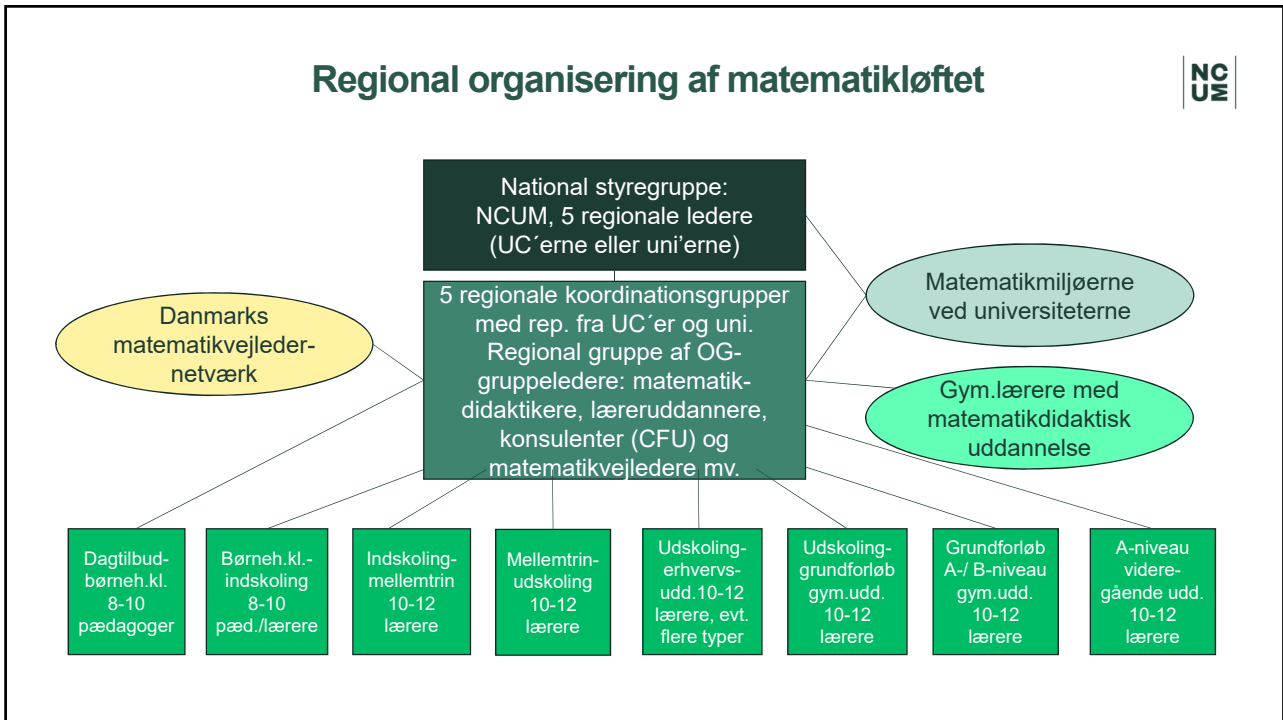 Regional organisering af matematikløftet
NC
UM
National styregruppe:
NCUM, 5 regionale ledere
(UC´erne eller uni’erne)
5 regionale koordinationsgrupper
med rep. fra UC´er og uni.
Regional gruppe af OG-
gruppeledere: matematik-
didaktikere, læreruddannere,
konsulenter (CFU) og
matematikvejledere mv.
Danmarks
matematikvejleder-
netværk
Matematikmiljøerne
ved universiteterne
Gym.lærere med
matematikdidaktisk
uddannelse
Dagtilbud-
børneh.kl.
8-10
pædagoger
Børneh.kl.-
indskoling
8-10
pæd./lærere
Indskoling-
mellemtrin
10-12
lærere
Mellemtrin-
udskoling
10-12
lærere
Udskoling-
erhvervs-
udd.10-12
lærere, evt.
flere typer
Udskoling-
grundforløb
gym.udd.
10-12
lærere
Grundforløb
A-/ B-niveau
gym.udd.
10-12
lærere
A-niveau
videre-
gående udd.
10-12
lærere